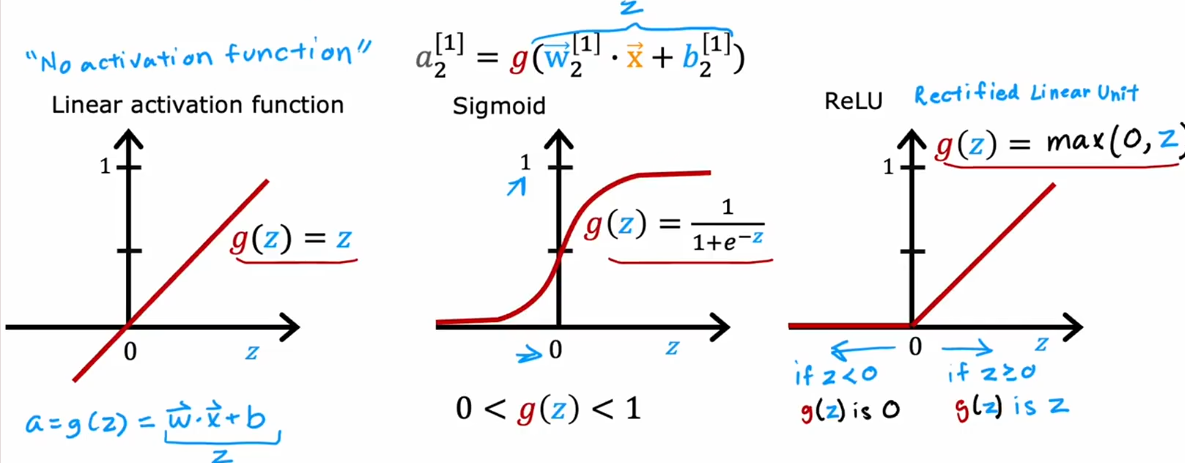 z
"No activation function"
a₂^[1] = g(w⃗₂^[1] · x⃗ + b₂^[1])
Linear activation function
Sigmoid
ReLU
Rectified Linear Unit
1
g(z) = z
0
z
a = g(z) = w⃗·x⃗ + b
z
1
g(z) = 1/(1+e^-z)
0
z
0 < g(z) < 1
1
g(z) = max(0, z)
0
z
if z < 0
g(z) is 0
if z ≥ 0
g(z) is z